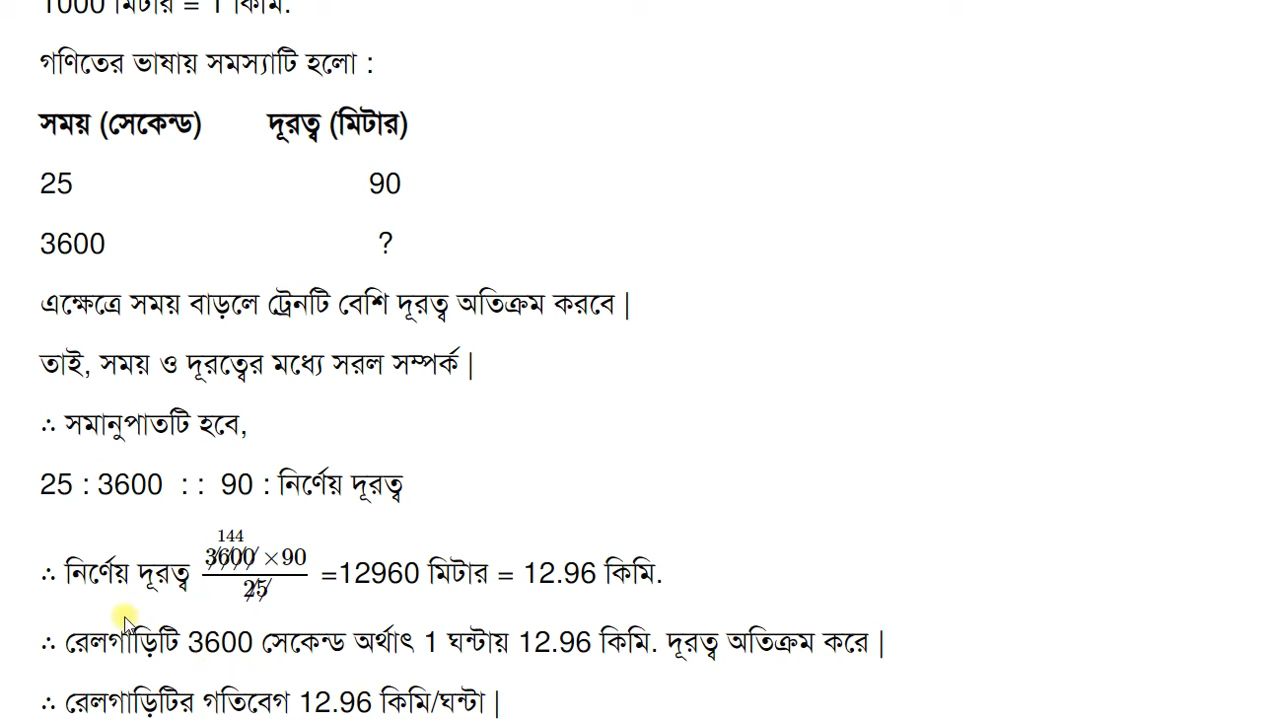 1000 মিটার = 1 কিমি.
গণিতের ভাষায় সমস্যাটি হলো :
সময় (সেকেন্ড) দূরত্ব (মিটার)
25 90
3600 ?
এক্ষেত্রে সময় বাড়লে ট্রেনটি বেশি দূরত্ব অতিক্রম করবে |
তাই, সময় ও দূরত্বের মধ্যে সরল সম্পর্ক |
∴ সমানুপাতটি হবে,
25 : 3600 : : 90 : নির্ণেয় দূরত্ব
144
∴ নির্ণেয় দূরত্ব 3600 × 90 / 25 =12960 মিটার = 12.96 কিমি.
∴ রেলগাড়িটি 3600 সেকেন্ড অর্থাৎ 1 ঘন্টায় 12.96 কিমি. দূরত্ব অতিক্রম করে |
∴ রেলগাড়িটির গতিবেগ 12.96 কিমি/ঘন্টা |